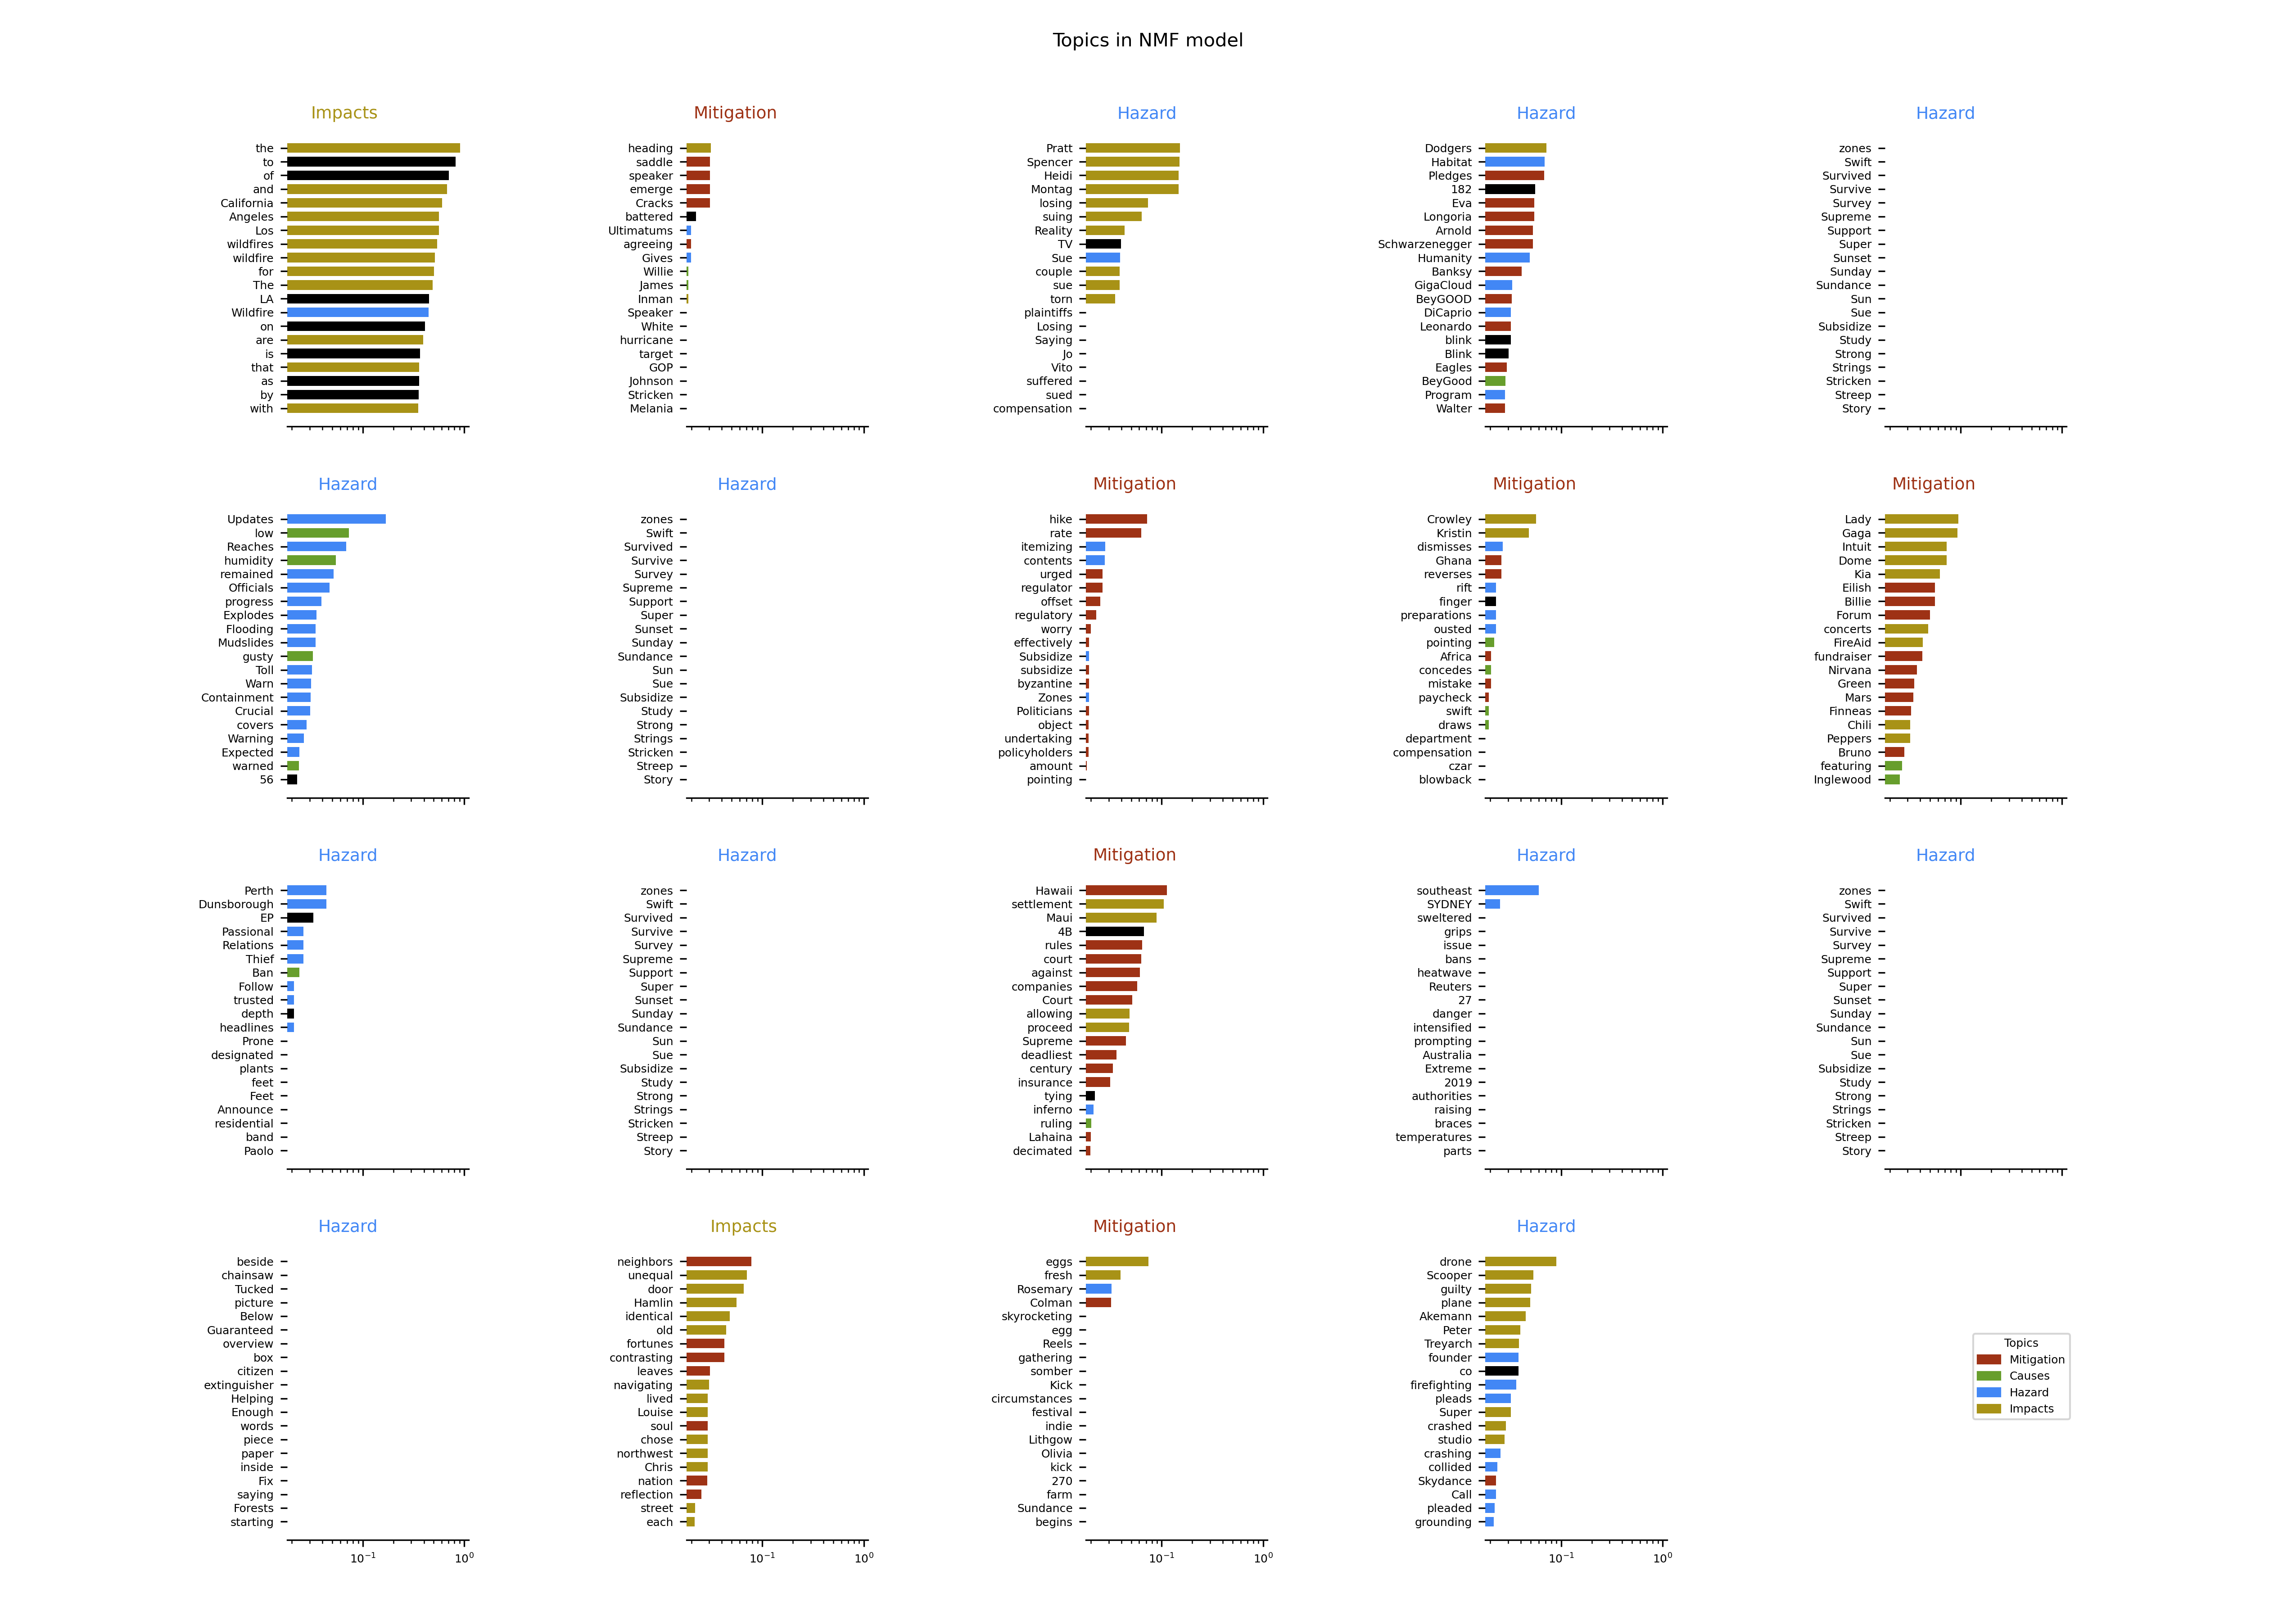 Topics in NMF model
Impacts
the
to
of
and
California
Angeles
Los
wildfires
wildfire
for
The
LA
Wildfire
on
are
is
that
as
by
with
Mitigation
heading
saddle
speaker
emerge
Cracks
battered
Ultimatums
agreeing
Gives
Willie
James
Inman
Speaker
White
hurricane
target
GOP
Johnson
Stricken
Melania
Hazard
Pratt
Spencer
Heidi
Montag
losing
suing
Reality
TV
Sue
couple
sue
torn
plaintiffs
Losing
Saying
Jo
Vito
suffered
sued
compensation
Hazard
Dodgers
Habitat
Pledges
182
Eva
Longoria
Arnold
Schwarzenegger
Humanity
Banksy
GigaCloud
BeyGOOD
DiCaprio
Leonardo
blink
Blink
Eagles
BeyGood
Program
Walter
Hazard
zones
Swift
Survived
Survive
Survey
Supreme
Support
Super
Sunset
Sunday
Sundance
Sun
Sue
Subsidize
Study
Strong
Strings
Stricken
Streep
Story
Hazard
Updates
low
Reaches
humidity
remained
Officials
progress
Explodes
Flooding
Mudslides
gusty
Toll
Warn
Containment
Crucial
covers
Warning
Expected
warned
56
Hazard
zones
Swift
Survived
Survive
Survey
Supreme
Support
Super
Sunset
Sunday
Sundance
Sun
Sue
Subsidize
Study
Strong
Strings
Stricken
Streep
Story
Mitigation
hike
rate
itemizing
contents
urged
regulator
offset
regulatory
worry
effectively
Subsidize
subsidize
byzantine
Zones
Politicians
object
undertaking
policyholders
amount
pointing
Mitigation
Crowley
Kristin
dismisses
Ghana
reverses
rift
finger
preparations
ousted
pointing
Africa
concedes
mistake
paycheck
swift
draws
department
compensation
czar
blowback
Mitigation
Lady
Gaga
Intuit
Dome
Kia
Eilish
Billie
Forum
concerts
FireAid
fundraiser
Nirvana
Green
Mars
Finneas
Chili
Peppers
Bruno
featuring
Inglewood
Hazard
Perth
Dunsborough
EP
Passional
Relations
Thief
Ban
Follow
trusted
depth
headlines
Prone
designated
plants
feet
Feet
Announce
residential
band
Paolo
Hazard
zones
Swift
Survived
Survive
Survey
Supreme
Support
Super
Sunset
Sunday
Sundance
Sun
Sue
Subsidize
Study
Strong
Strings
Stricken
Streep
Story
Mitigation
Hawaii
settlement
Maui
4B
rules
court
against
companies
Court
allowing
proceed
Supreme
deadliest
century
insurance
tying
inferno
ruling
Lahaina
decimated
Hazard
southeast
SYDNEY
sweltered
grips
issue
bans
heatwave
Reuters
27
danger
intensified
prompting
Australia
Extreme
2019
authorities
raising
braces
temperatures
parts
Hazard
zones
Swift
Survived
Survive
Survey
Supreme
Support
Super
Sunset
Sunday
Sundance
Sun
Sue
Subsidize
Study
Strong
Strings
Stricken
Streep
Story
Hazard
beside
chainsaw
Tucked
picture
Below
Guaranteed
overview
box
citizen
extinguisher
Helping
Enough
words
piece
paper
inside
Fix
saying
Forests
starting
10⁻¹ 10⁰
Impacts
neighbors
unequal
door
Hamlin
identical
old
fortunes
contrasting
leaves
navigating
lived
Louise
soul
chose
northwest
Chris
nation
reflection
street
each
10⁻¹ 10⁰
Mitigation
eggs
fresh
Rosemary
Colman
skyrocketing
egg
Reels
gathering
somber
Kick
circumstances
festival
indie
Lithgow
Olivia
kick
270
farm
Sundance
begins
10⁻¹ 10⁰
Hazard
drone
Scooper
guilty
plane
Akemann
Peter
Treyarch
founder
co
firefighting
pleads
Super
crashed
studio
crashing
collided
Skydance
Call
pleaded
grounding
10⁻¹ 10⁰
Topics
Mitigation
Causes
Hazard
Impacts